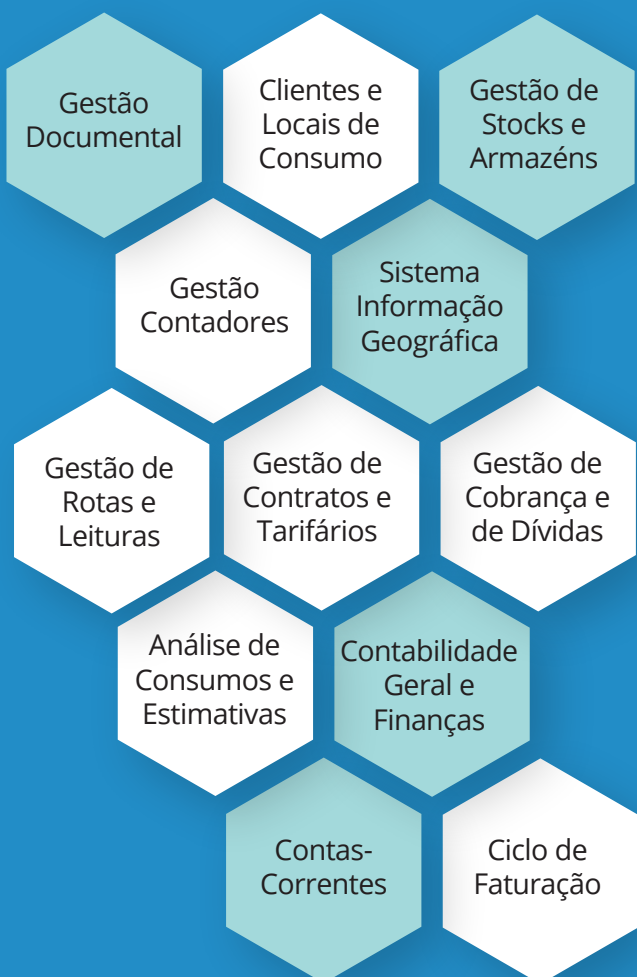 Gestão
Documental
Clientes e
Locais de
Consumo
Gestão de
Stocks e
Armazéns
Gestão
Contadores
Sistema
Informação
Geográfica
Gestão de
Rotas e
Leituras
Gestão de
Contratos e
Tarifários
Gestão de
Cobrança e
de Dívidas
Análise de
Consumos e
Estimativas
Contabilidade
Geral e
Finanças
Contas-
Correntes
Ciclo de
Faturação